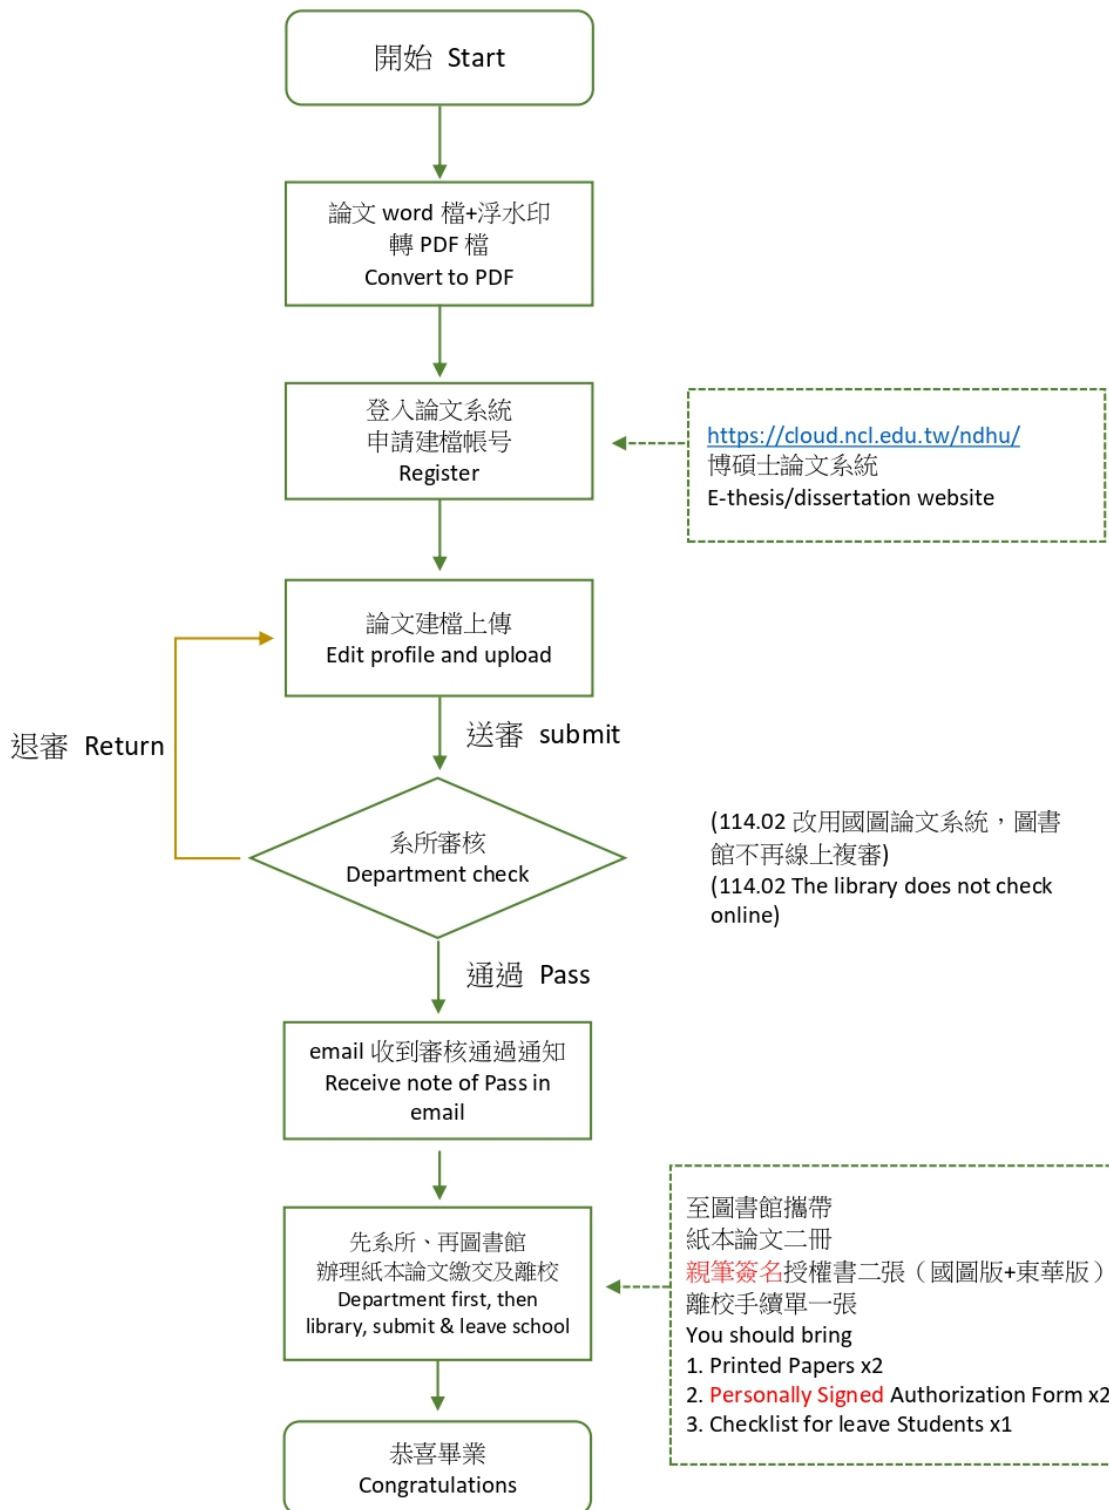 開始 Start
論文 word 檔+浮水印
轉 PDF 檔
Convert to PDF
登入論文系統
申請建檔帳号
Register
https://cloud.ncl.edu.tw/ndhu/
博碩士論文系統
E-thesis/dissertation website
論文建檔上傳
Edit profile and upload
送審 submit
退審 Return
系所審核
Department check
(114.02 改用國圖論文系統，圖書
館不再線上複審)
(114.02 The library does not check
online)
通過 Pass
email 收到審核通過通知
Receive note of Pass in
email
先系所、再圖書館
辦理紙本論文繳交及離校
Department first, then
library, submit & leave school
至圖書館攜帶
紙本論文二冊
親筆簽名授權書二張（國圖版+東華版）
離校手續單一張
You should bring
1. Printed Papers x2
2. Personally Signed Authorization Form x2
3. Checklist for leave Students x1
恭喜畢業
Congratulations